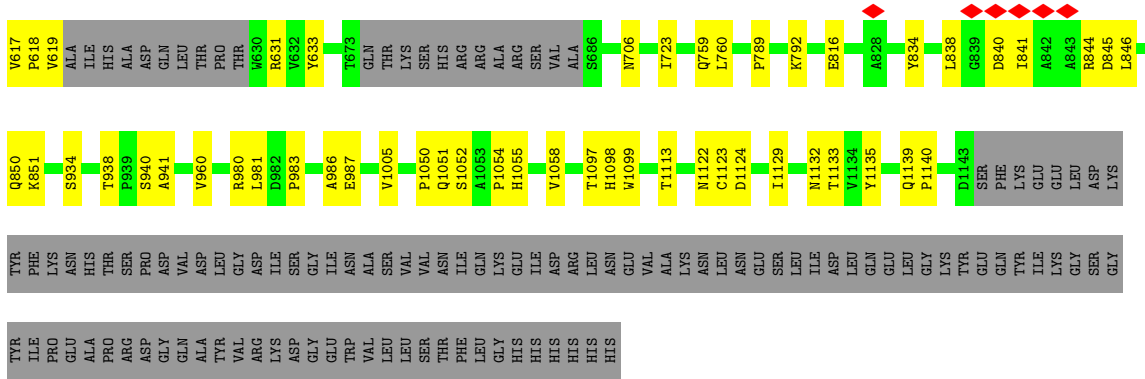 V617 P618 V619 ALA ILE HIS ALA ASP GLN LEU THR PRO THR W630 R631 V632 Y633 T673 GLN THR LYS SER HIS ARG ARG ALA ARG SER VAL ALA S686 N706 I723 Q759 L760 P789 K792 E816 A828 Y834 L838 G839 D840 I841 A842 A843 R844 D845 L846
Q850 K851 S934 T938 P939 S940 A941 V960 R980 L981 D982 P983 A986 E987 V1005 P1050 Q1051 S1052 A1053 P1054 H1055 V1058 T1097 H1098 W1099 T1113 N1122 C1123 D1124 I1129 N1132 T1133 V1134 Y1135 Q1139 P1140 D1143 SER PHE LYS GLU GLU LEU ASP LYS
TYR PHE LYS ASN HIS THR SER PRO ASP VAL ASP LEU GLY ASP ILE SER GLY ILE ASN ALA SER VAL VAL ASN ILE GLN LYS GLU ILE ASP ARG LEU ASN GLU VAL ALA LYS ASN LEU ASN GLU SER LEU ILE ASP LEU GLN GLU LEU GLY LYS TYR GLU GLN TYR ILE LYS GLY SER GLY
TYR ILE PRO GLU ALA PRO ARG ASP GLY GLN ALA TYR VAL ARG LYS ASP GLY GLU TRP VAL LEU LEU SER THR PHE LEU GLY HIS HIS HIS HIS HIS HIS